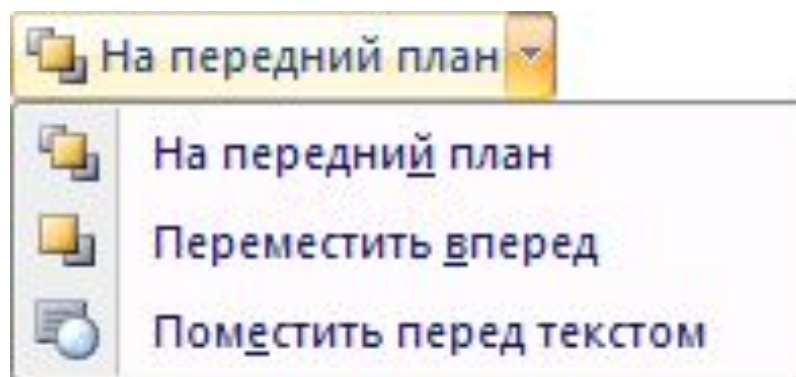 На передний план
На передний план
Переместить вперед
Поместить перед текстом